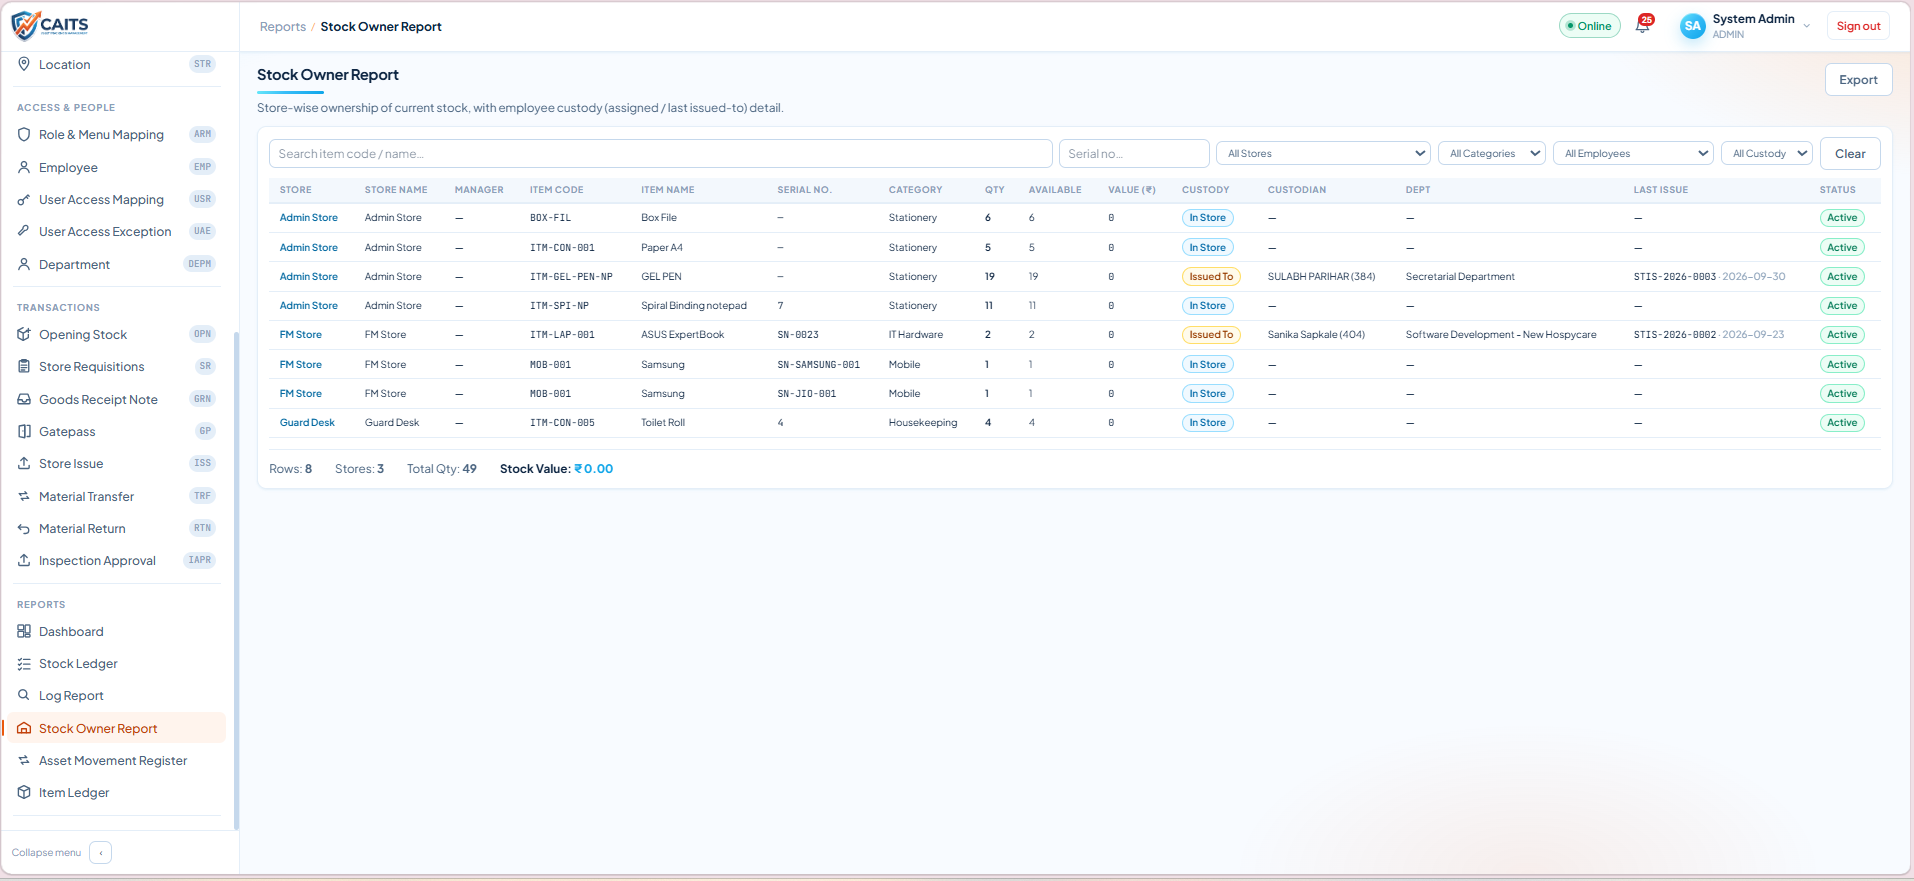 CAITS
Reports / Stock Owner Report
Online
25
SA
System Admin
ADMIN
Sign out
Location STR
ACCESS & PEOPLE
Role & Menu Mapping ARM
Employee EMP
User Access Mapping USR
User Access Exception UAE
Department DEPM
TRANSACTIONS
Opening Stock OPN
Store Requisitions SR
Goods Receipt Note GRN
Gatepass GP
Store Issue ISS
Material Transfer TRF
Material Return RTN
Inspection Approval IAPR
REPORTS
Dashboard
Stock Ledger
Log Report
Stock Owner Report
Asset Movement Register
Item Ledger
Collapse menu ‹
Stock Owner Report
Export
Store-wise ownership of current stock, with employee custody (assigned / last issued-to) detail.
Search item code / name... Serial no... All Stores All Categories All Employees All Custody Clear
STORE STORE NAME MANAGER ITEM CODE ITEM NAME SERIAL NO. CATEGORY QTY AVAILABLE VALUE (₹) CUSTODY CUSTODIAN DEPT LAST ISSUE STATUS
Admin Store Admin Store — BOX-FIL Box File — Stationery 6 6 0 In Store — — — Active
Admin Store Admin Store — ITM-CON-001 Paper A4 — Stationery 5 5 0 In Store — — — Active
Admin Store Admin Store — ITM-GEL-PEN-NP GEL PEN — Stationery 19 19 0 Issued To SULABH PARIHAR (384) Secretarial Department STIS-2026-0003 · 2026-09-30 Active
Admin Store Admin Store — ITM-SPI-NP Spiral Binding notepad 7 Stationery 11 11 0 In Store — — — Active
FM Store FM Store — ITM-LAP-001 ASUS ExpertBook SN-0023 IT Hardware 2 2 0 Issued To Sanika Sapkale (404) Software Development - New Hospycare STIS-2026-0002 · 2026-09-23 Active
FM Store FM Store — MOB-001 Samsung SN-SAMSUNG-001 Mobile 1 1 0 In Store — — — Active
FM Store FM Store — MOB-001 Samsung SN-JIO-001 Mobile 1 1 0 In Store — — — Active
Guard Desk Guard Desk — ITM-CON-005 Toilet Roll 4 Housekeeping 4 4 0 In Store — — — Active
Rows: 8 Stores: 3 Total Qty: 49 Stock Value: ₹ 0.00